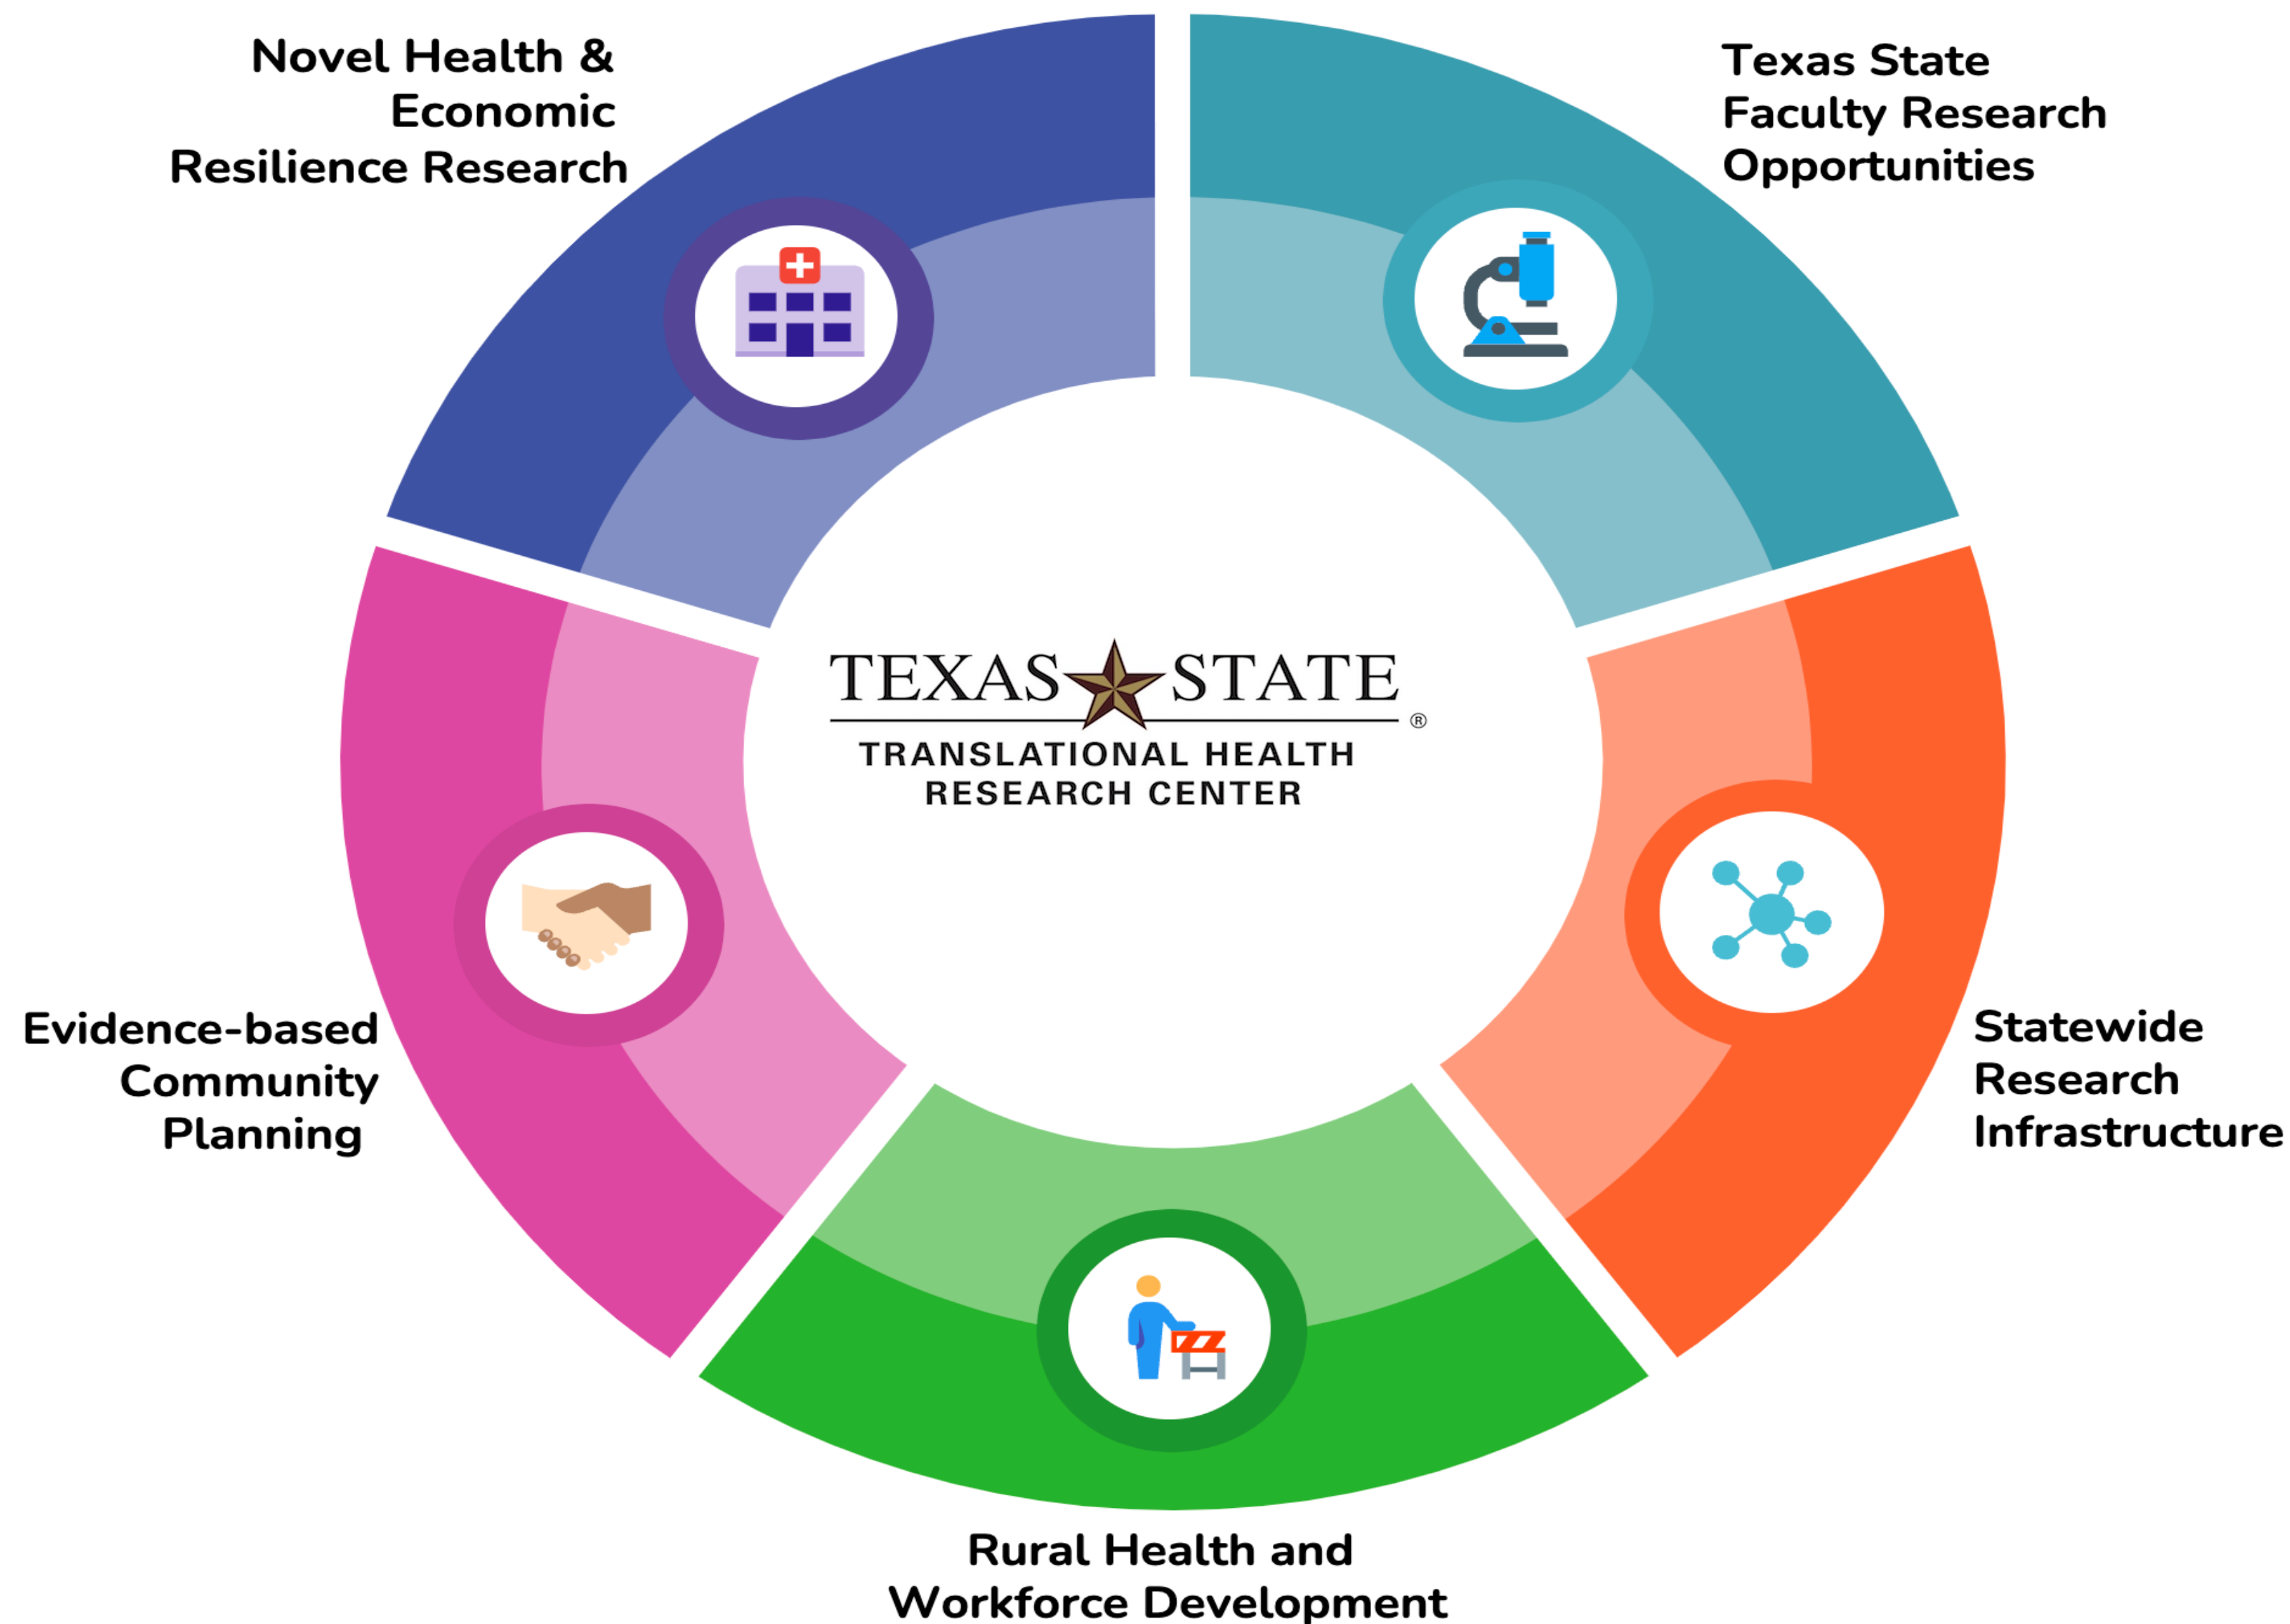 Novel Health &
Economic
Resilience Research
Texas State
Faculty Research
Opportunities
TEXAS STATE
®
TRANSLATIONAL HEALTH
RESEARCH CENTER
Evidence-based
Community
Planning
Statewide
Research
Infrastructure
Rural Health and
Workforce Development